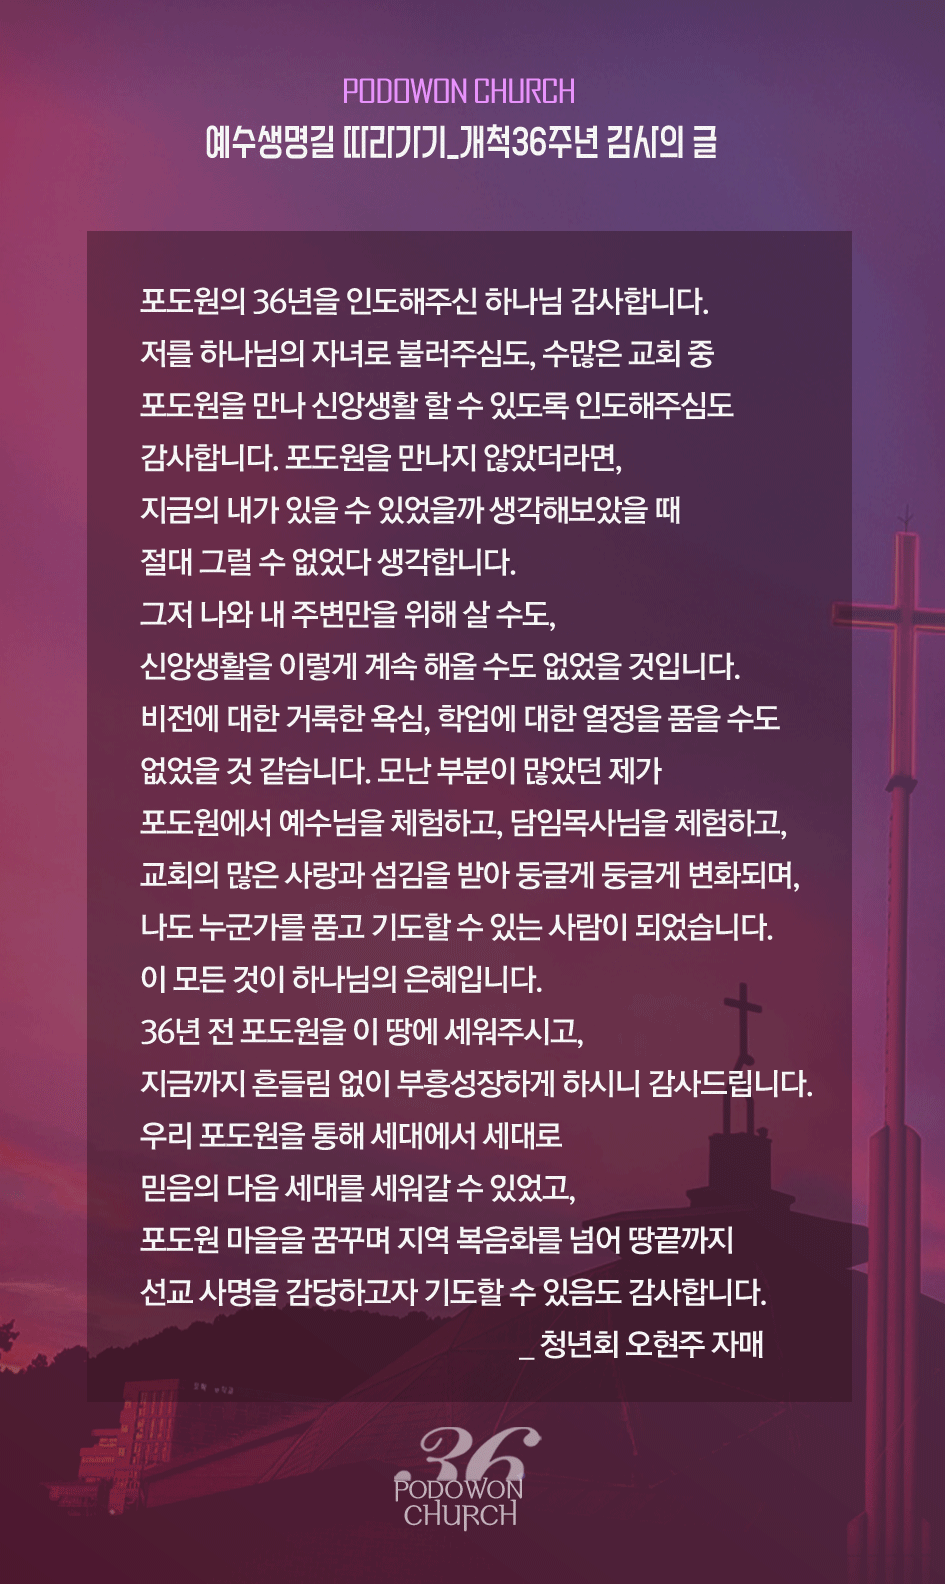 PODOWON CHURCH
예수생명길 따라가기_개척36주년 감사의 글
포도원의 36년을 인도해주신 하나님 감사합니다.
저를 하나님의 자녀로 불러주심도, 수많은 교회 중
포도원을 만나 신앙생활 할 수 있도록 인도해주심도
감사합니다. 포도원을 만나지 않았더라면,
지금의 내가 있을 수 있었을까 생각해보았을 때
절대 그럴 수 없었다 생각합니다.
그저 나와 내 주변만을 위해 살 수도,
신앙생활을 이렇게 계속 해올 수도 없었을 것입니다.
비전에 대한 거룩한 욕심, 학업에 대한 열정을 품을 수도
없었을 것 같습니다. 모난 부분이 많았던 제가
포도원에서 예수님을 체험하고, 담임목사님을 체험하고,
교회의 많은 사랑과 섬김을 받아 둥글게 둥글게 변화되며,
나도 누군가를 품고 기도할 수 있는 사람이 되었습니다.
이 모든 것이 하나님의 은혜입니다.
36년 전 포도원을 이 땅에 세워주시고,
지금까지 흔들림 없이 부흥성장하게 하시니 감사드립니다.
우리 포도원을 통해 세대에서 세대로
믿음의 다음 세대를 세워갈 수 있었고,
포도원 마을을 꿈꾸며 지역 복음화를 넘어 땅끝까지
선교 사명을 감당하고자 기도할 수 있음도 감사합니다.
_ 청년회 오현주 자매
36
PODOWON
CHURCH